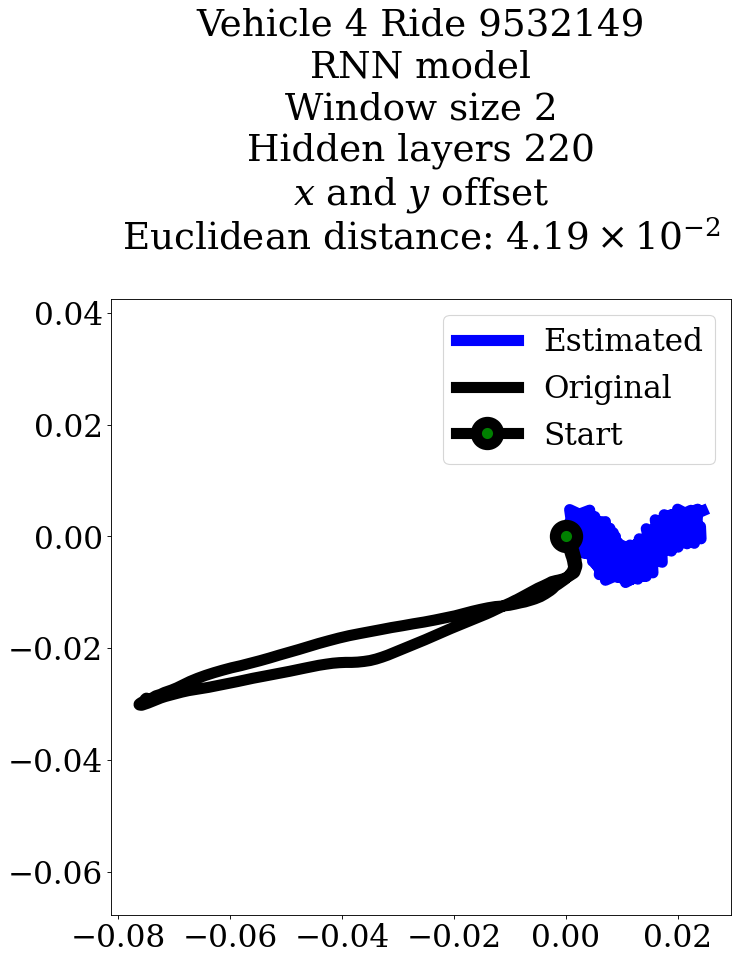 Vehicle 4 Ride 9532149
RNN model
Window size 2
Hidden layers 220
x and y offset
Euclidean distance: 4.19 × 10⁻²
0.04
0.02
0.00
−0.02
−0.04
−0.06
Estimated
Original
Start
−0.08 −0.06 −0.04 −0.02 0.00 0.02